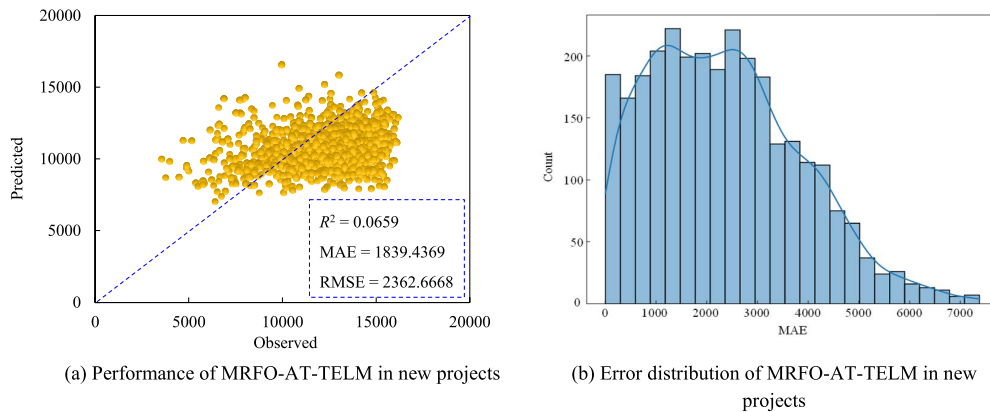 20000
15000
10000
5000
0
Predicted
R² = 0.0659
MAE = 1839.4369
RMSE = 2362.6668
0 5000 10000 15000 20000
Observed
(a) Performance of MRFO-AT-TELM in new projects
200
150
100
50
0
Count
0 1000 2000 3000 4000 5000 6000 7000
MAE
(b) Error distribution of MRFO-AT-TELM in new
projects